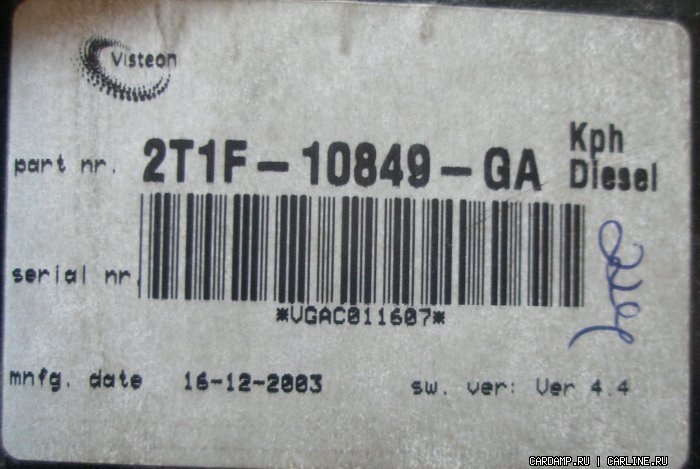 Visteon
part nr. 2T1F-10849-GA Kph Diesel
serial nr.
*VGAC011607*
mnfg. date 16-12-2003 sw. ver: Ver 4.4
CARDAMP.RU | CARLINE.RU